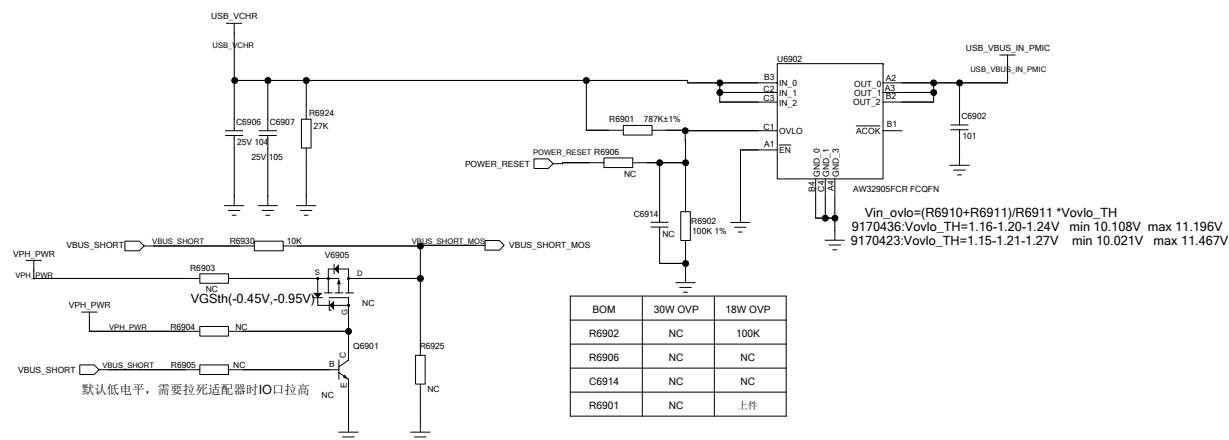 USB_VCHR
USB_VCHR
C6906
25V 104
C6907
25V 105
R6924
27K
R6901 787K±1%
POWER_RESET
POWER_RESET R6906
NC
C6914
NC
R6902
100K 1%
U6902
B3 IN_0
C2 IN_1
C3 IN_2
C1 OVLO
A1 EN
OUT_0 A2
OUT_1 A3
OUT_2 B2
ACOK B1
GND_0 B4
GND_1 C4
GND_3 A4
AW32905FCR FCQFN
USB_VBUS_IN_PMIC
USB_VBUS_IN_PMIC
C6902
101
Vin_ovlo=(R6910+R6911)/R6911 *Vovlo_TH
9170436:Vovlo_TH=1.16-1.20-1.24V min 10.108V max 11.196V
9170423:Vovlo_TH=1.15-1.21-1.27V min 10.021V max 11.467V
VBUS_SHORT
VBUS_SHORT R6930 10K
VBUS_SHORT_MOS
VBUS_SHORT_MOS
VPH_PWR
VPH_PWR
R6903
NC
V6905
S D
G
NC
VGSth(-0.45V,-0.95V)
VPH_PWR
VPH_PWR R6904 NC
Q6901
B C E
NC
VBUS_SHORT
VBUS_SHORT R6905 NC
R6925
NC
默认低电平，需要拉死适配器时IO口拉高
BOM 30W OVP 18W OVP
R6902 NC 100K
R6906 NC NC
C6914 NC NC
R6901 NC 上件